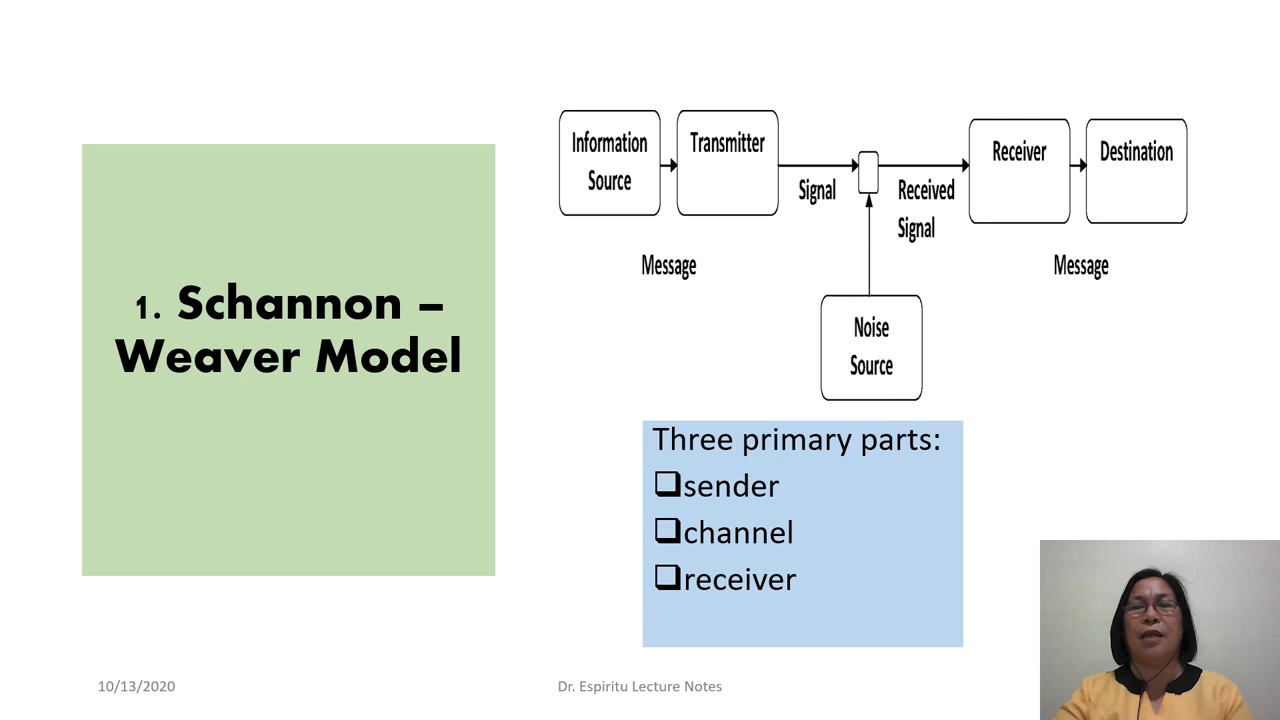 1. Schannon –
Weaver Model
Information
Source
Transmitter
Signal
Received
Signal
Receiver
Destination
Message
Message
Noise
Source
Three primary parts:
❑sender
❑channel
❑receiver
10/13/2020
Dr. Espiritu Lecture Notes